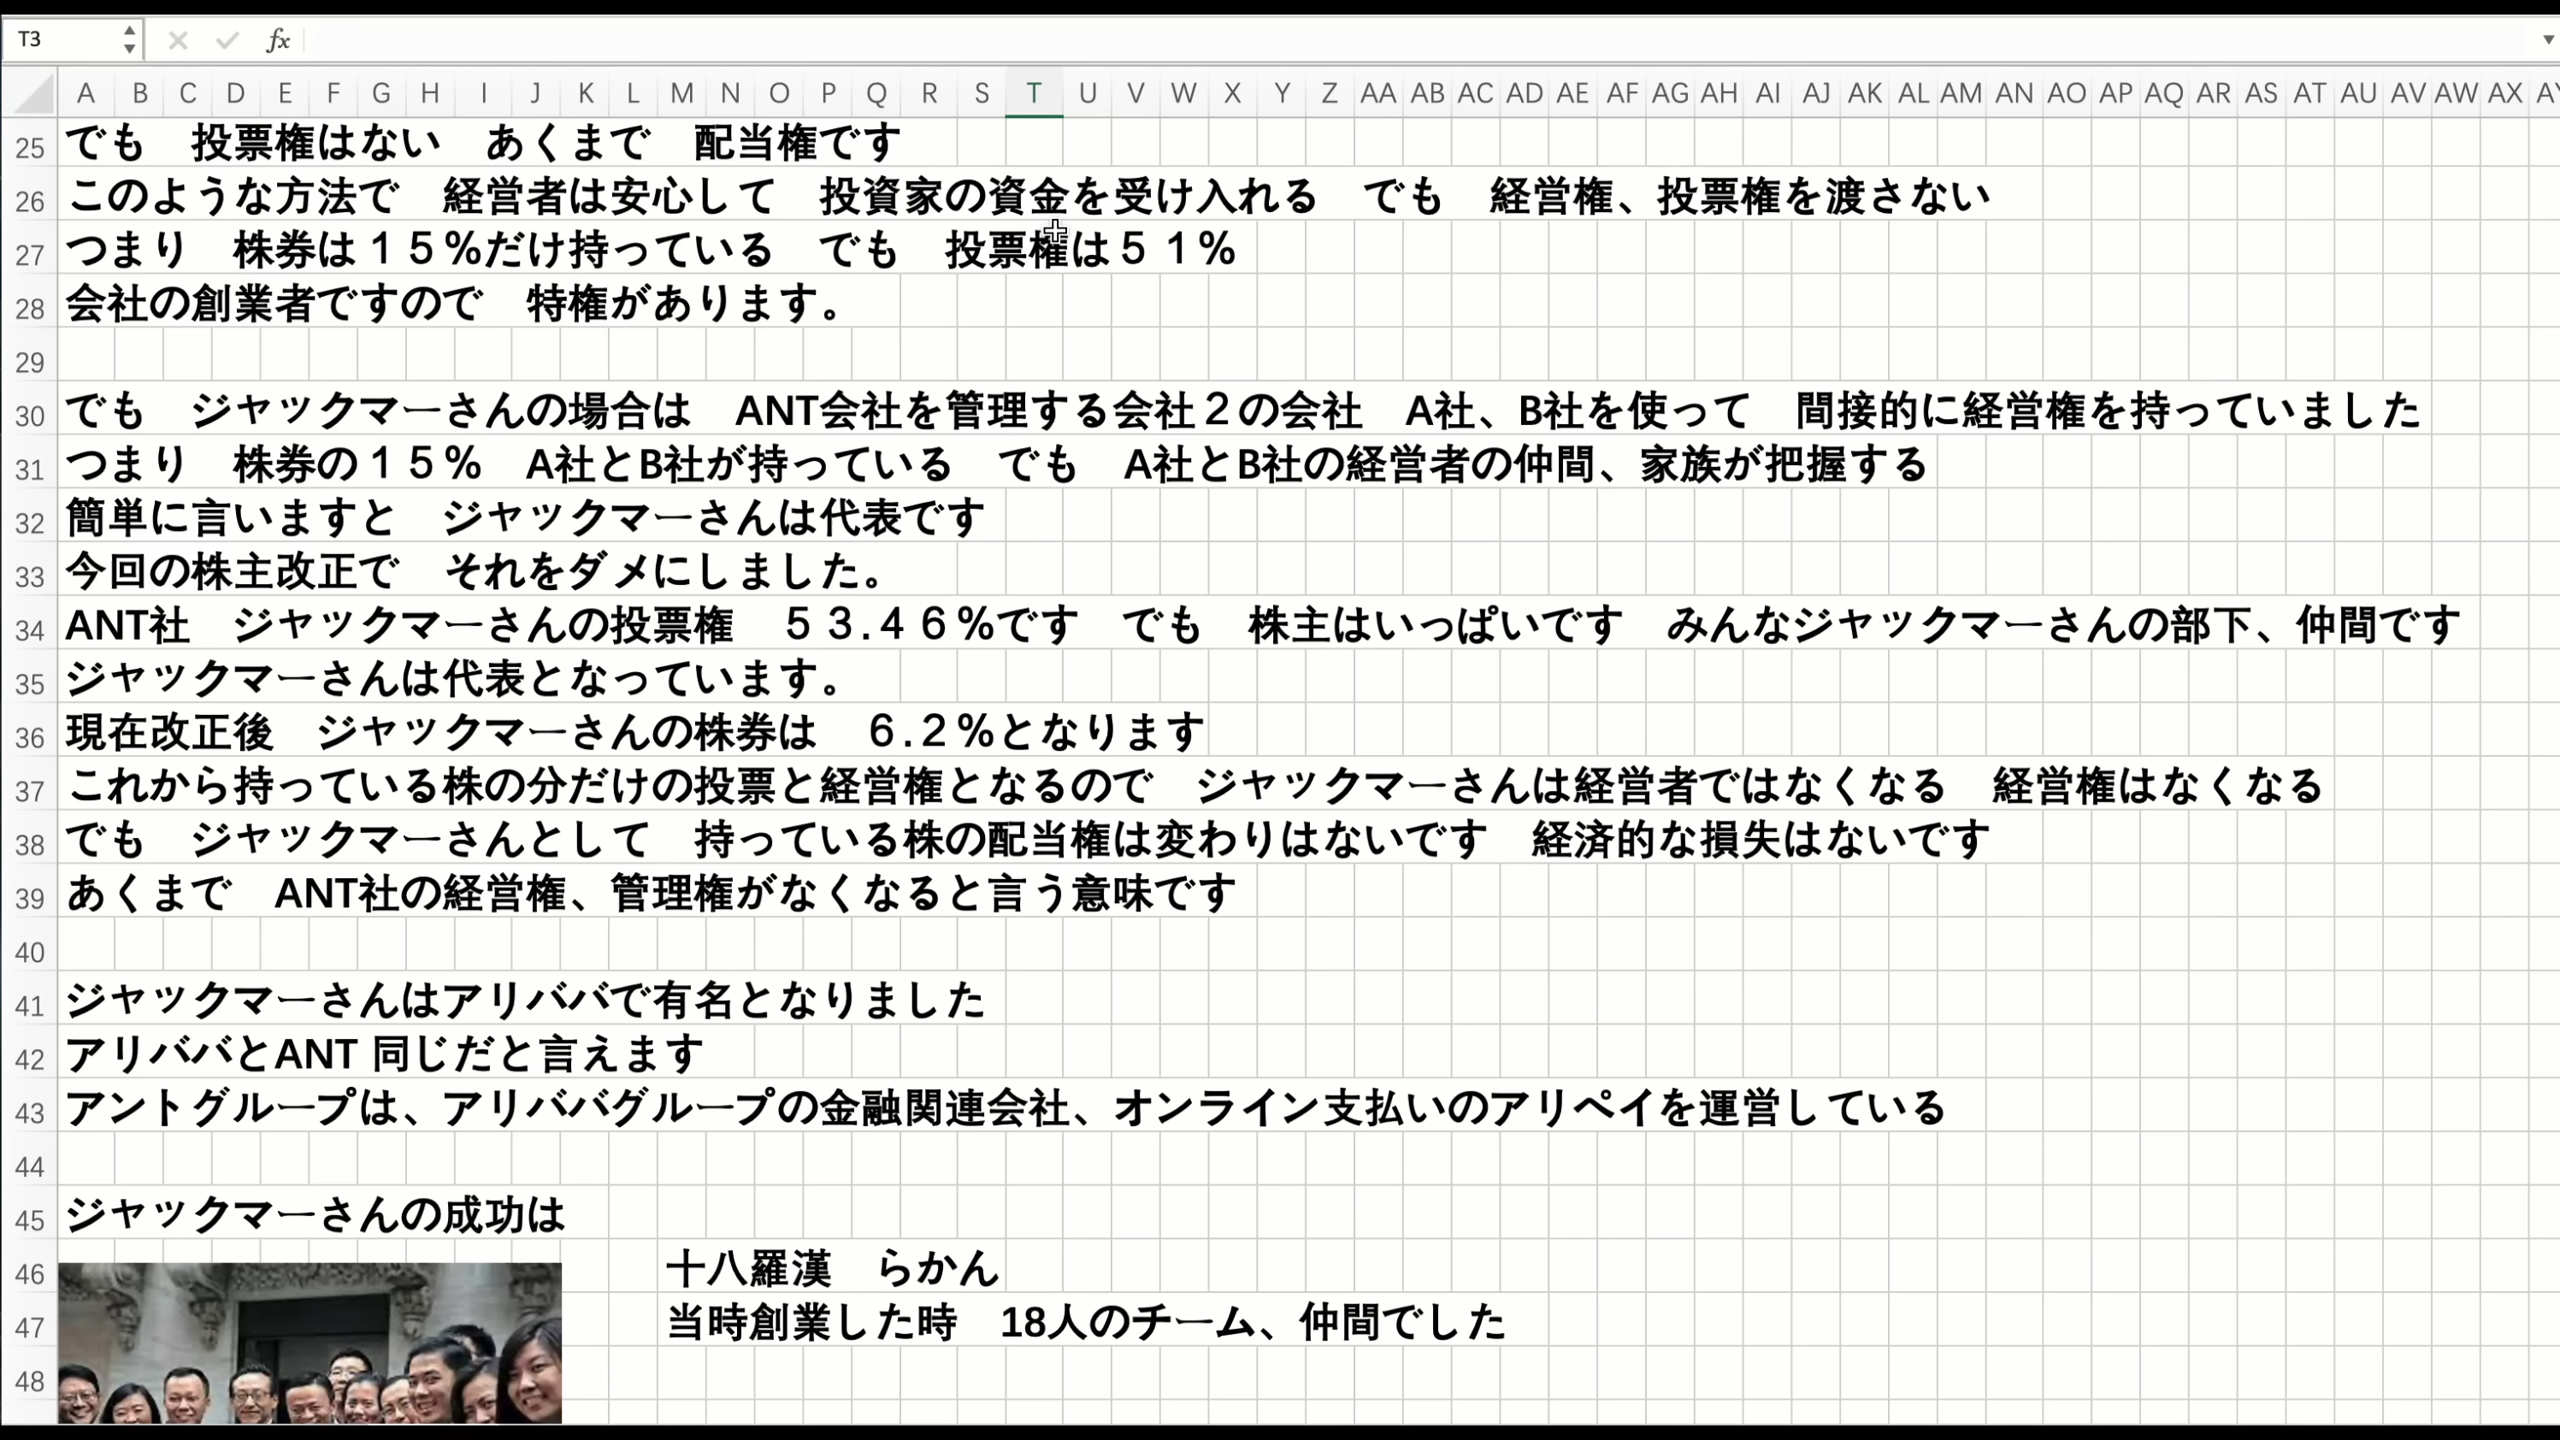 T3 fx
A B C D E F G H I J K L M N O P Q R S T U V W X Y Z AA AB AC AD AE AF AG AH AI AJ AK AL AM AN AO AP AQ AR AS AT AU AV AW AX
25 でも　投票権はない　あくまで　配当権です
26 このような方法で　経営者は安心して　投資家の資金を受け入れる　でも　経営権、投票権を渡さない
27 つまり　株券は１５%だけ持っている　でも　投票権は５１%
28 会社の創業者ですので　特権があります。
29
30 でも　ジャックマーさんの場合は　ANT会社を管理する会社２の会社　A社、B社を使って　間接的に経営権を持っていました
31 つまり　株券の１５%　A社とB社が持っている　でも　A社とB社の経営者の仲間、家族が把握する
32 簡単に言いますと　ジャックマーさんは代表です
33 今回の株主改正で　それをダメにしました。
34 ANT社　ジャックマーさんの投票権　５３.４６%です　でも　株主はいっぱいです　みんなジャックマーさんの部下、仲間です
35 ジャックマーさんは代表となっています。
36 現在改正後　ジャックマーさんの株券は　６.２%となります
37 これから持っている株の分だけの投票と経営権となるので　ジャックマーさんは経営者ではなくなる　経営権はなくなる
38 でも　ジャックマーさんとして　持っている株の配当権は変わりはないです　経済的な損失はないです
39 あくまで　ANT社の経営権、管理権がなくなると言う意味です
40
41 ジャックマーさんはアリババで有名となりました
42 アリババとANT 同じだと言えます
43 アントグループは、アリババグループの金融関連会社、オンライン支払いのアリペイを運営している
44
45 ジャックマーさんの成功は
46 十八羅漢　らかん
47 当時創業した時　18人のチーム、仲間でした
48